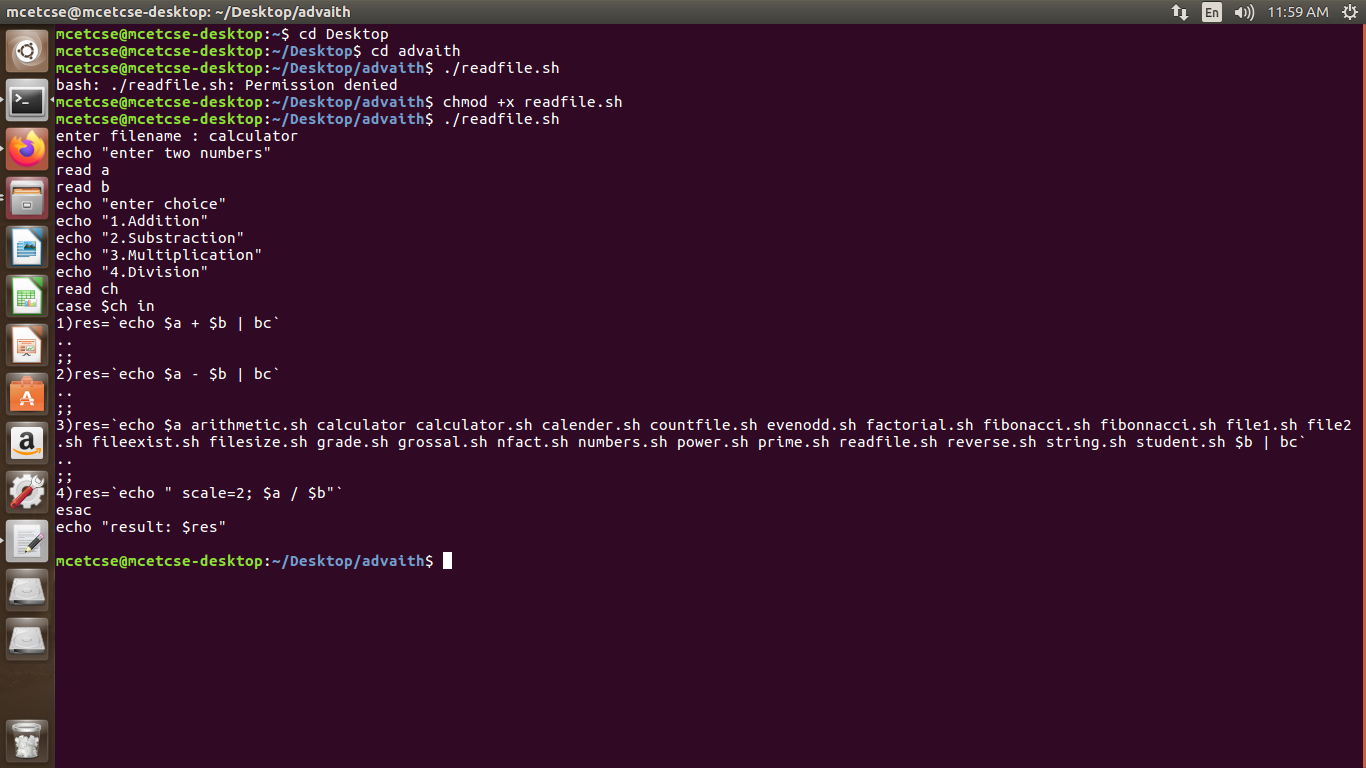 mcetcse@mcetcse-desktop: ~/Desktop/advaith
En
11:59 AM
mcetcse@mcetcse-desktop:~$ cd Desktop
mcetcse@mcetcse-desktop:~/Desktop$ cd advaith
mcetcse@mcetcse-desktop:~/Desktop/advaith$ ./readfile.sh
bash: ./readfile.sh: Permission denied
mcetcse@mcetcse-desktop:~/Desktop/advaith$ chmod +x readfile.sh
mcetcse@mcetcse-desktop:~/Desktop/advaith$ ./readfile.sh
enter filename : calculator
echo "enter two numbers"
read a
read b
echo "enter choice"
echo "1.Addition"
echo "2.Substraction"
echo "3.Multiplication"
echo "4.Division"
read ch
case $ch in
1)res=`echo $a + $b | bc`
..
;;
2)res=`echo $a - $b | bc`
..
;;
3)res=`echo $a arithmetic.sh calculator calculator.sh calender.sh countfile.sh evenodd.sh factorial.sh fibonacci.sh fibonnacci.sh file1.sh file2
.sh fileexist.sh filesize.sh grade.sh grossal.sh nfact.sh numbers.sh power.sh prime.sh readfile.sh reverse.sh string.sh student.sh $b | bc`
..
;;
4)res=`echo " scale=2; $a / $b"`
esac
echo "result: $res"
mcetcse@mcetcse-desktop:~/Desktop/advaith$